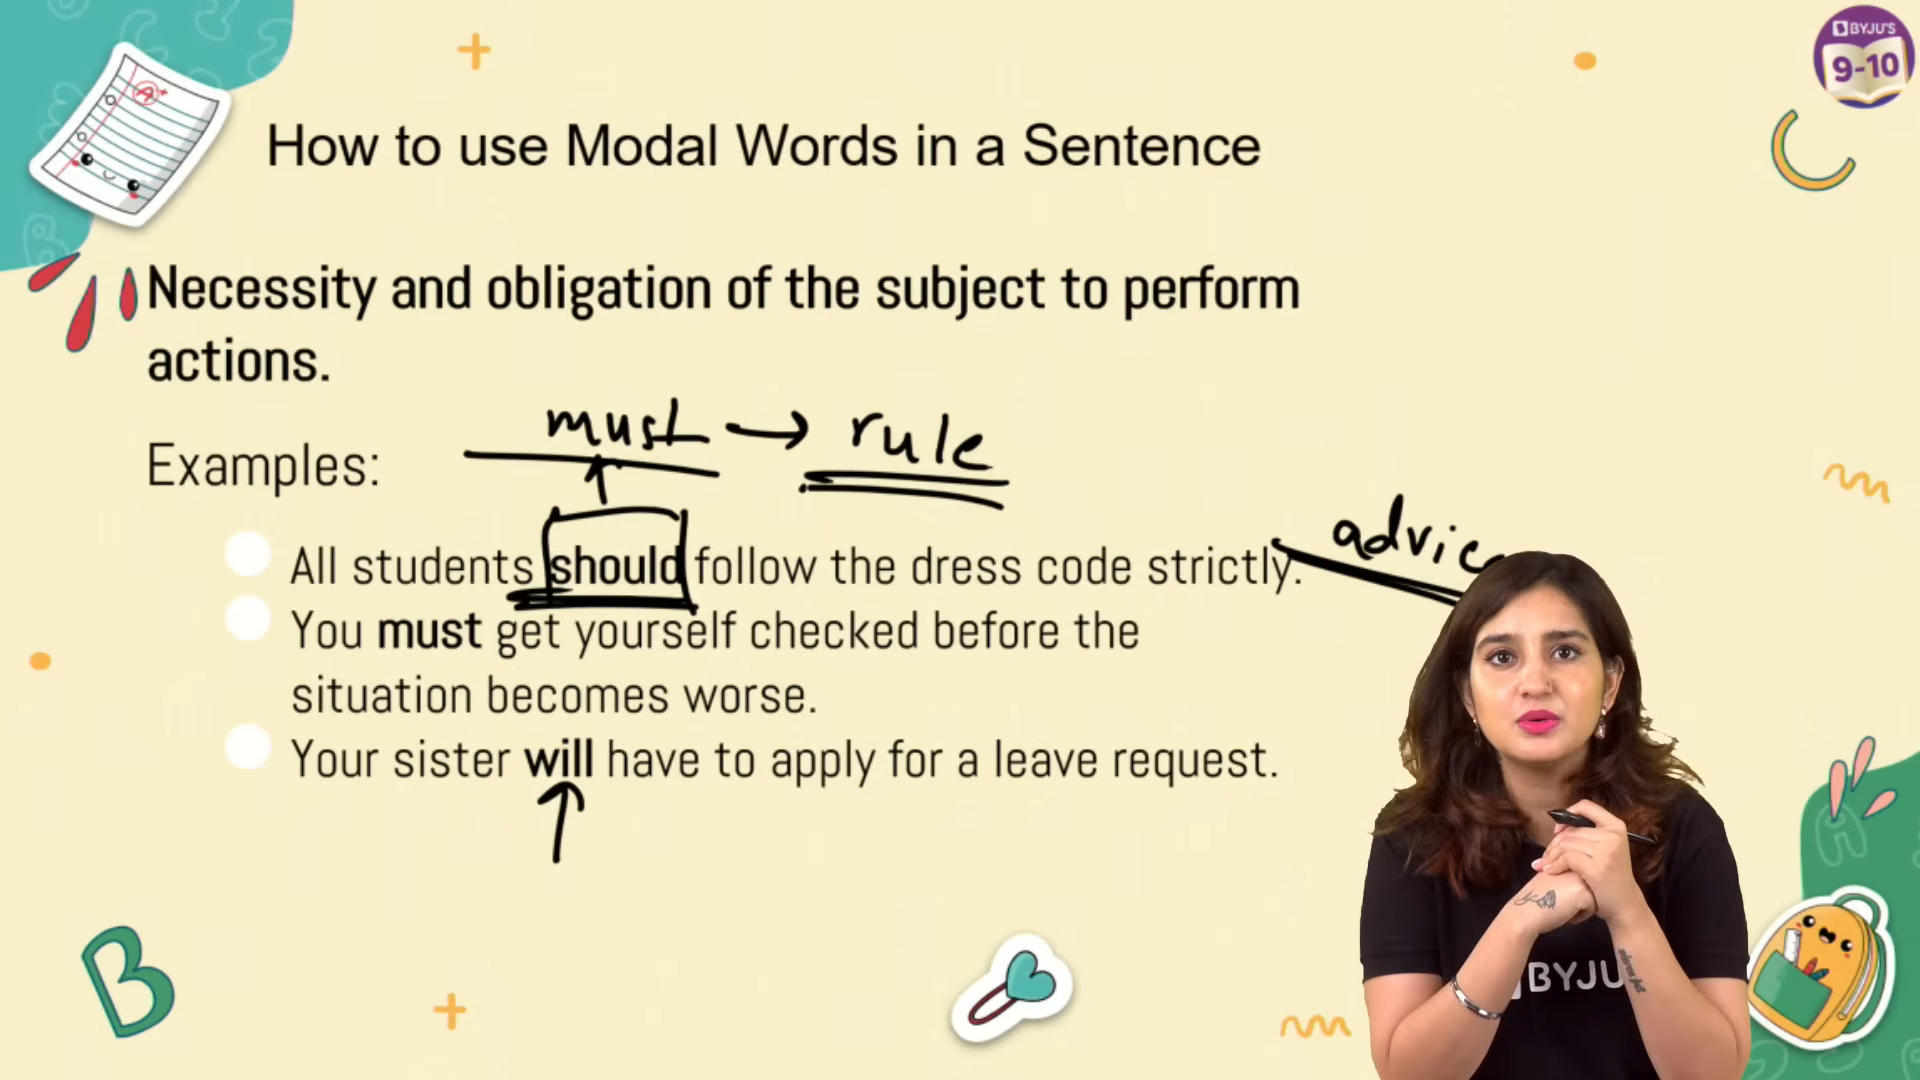 BYJU'S
9-10
A+
How to use Modal Words in a Sentence
Necessity and obligation of the subject to perform
actions.
must → rule
Examples:
advic
All students should follow the dress code strictly.
You must get yourself checked before the
situation becomes worse.
Your sister will have to apply for a leave request.
BYJU
B